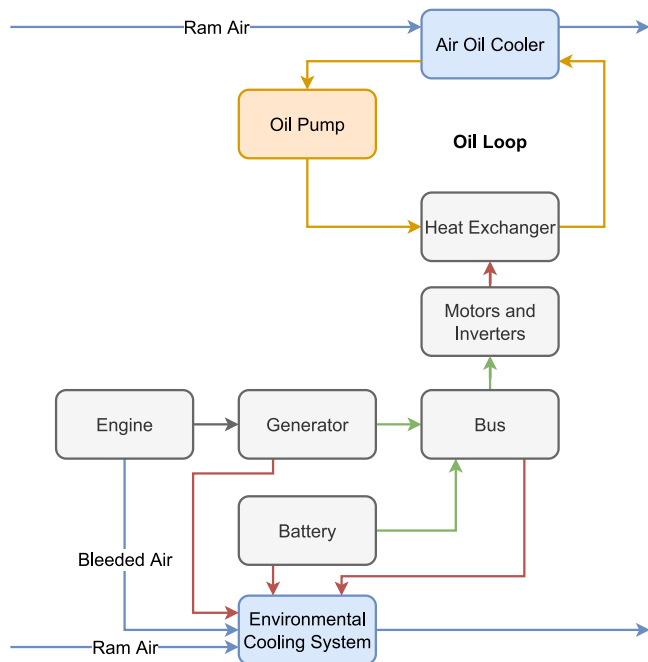 Ram Air
Air Oil Cooler
Oil Pump
Oil Loop
Heat Exchanger
Motors and
Inverters
Engine
Generator
Bus
Battery
Bleeded Air
Environmental
Cooling System
Ram Air